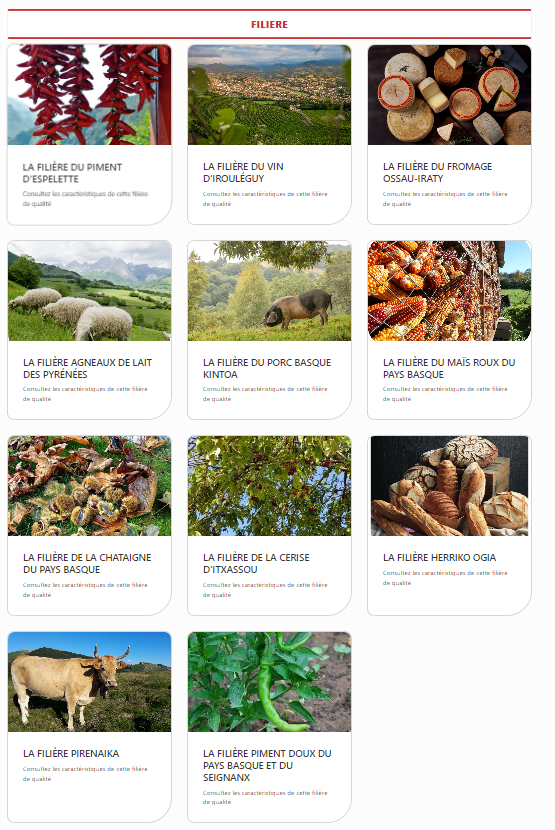 FILIERE
LA FILIÈRE DU PIMENT
D'ESPELETTE
Consultez les caractéristiques de cette filière
de qualité
LA FILIÈRE DU VIN
D'IROULÉGUY
Consultez les caractéristiques de cette filière
de qualité
LA FILIÈRE DU FROMAGE
OSSAU-IRATY
Consultez les caractéristiques de cette filière
de qualité
LA FILIÈRE AGNEAUX DE LAIT
DES PYRÉNÉES
Consultez les caractéristiques de cette filière
de qualité
LA FILIÈRE DU PORC BASQUE
KINTOA
Consultez les caractéristiques de cette filière
de qualité
LA FILIÈRE DU MAÏS ROUX DU
PAYS BASQUE
Consultez les caractéristiques de cette filière
de qualité
LA FILIÈRE DE LA CHATAIGNE
DU PAYS BASQUE
Consultez les caractéristiques de cette filière
de qualité
LA FILIÈRE DE LA CERISE
D'ITXASSOU
Consultez les caractéristiques de cette filière
de qualité
LA FILIÈRE HERRIKO OGIA
Consultez les caractéristiques de cette filière
de qualité
LA FILIÈRE PIRENAIKA
Consultez les caractéristiques de cette filière
de qualité
LA FILIÈRE PIMENT DOUX DU
PAYS BASQUE ET DU
SEIGNANX
Consultez les caractéristiques de cette filière
de qualité